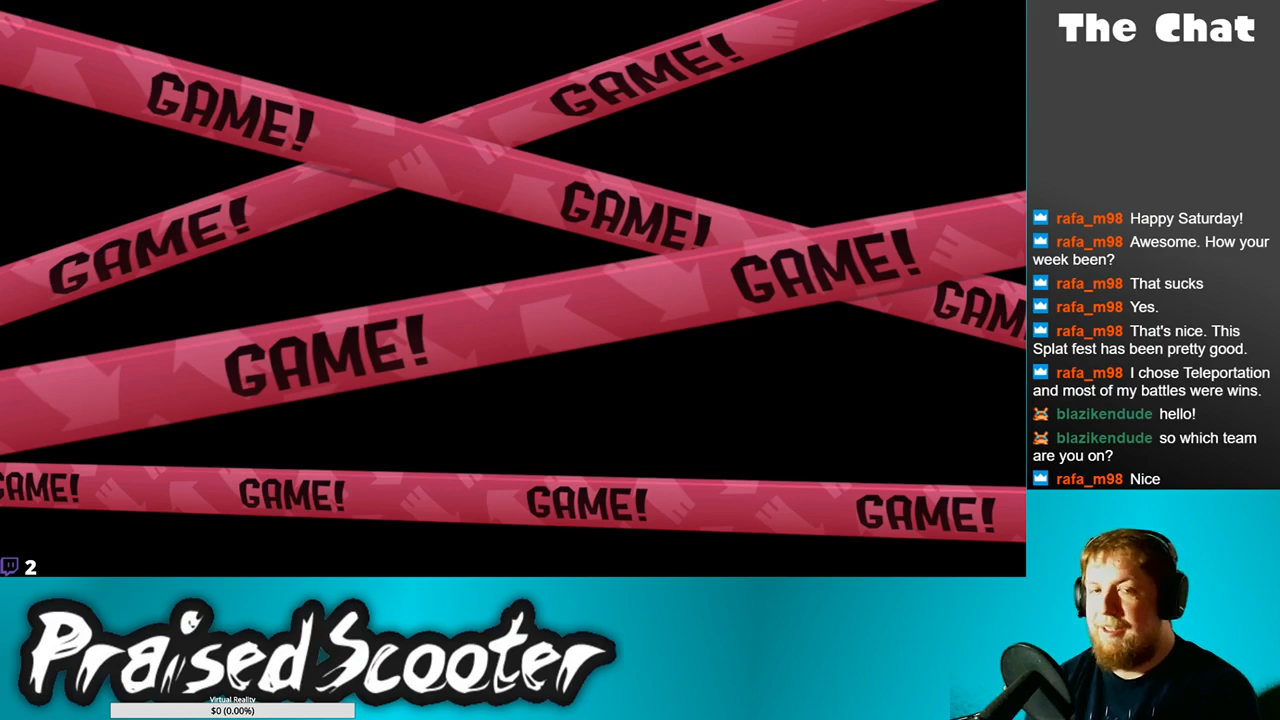 The Chat
GAME!
GAME!
GAME!
GAME!
GAME!
GAM
GAME!
GAME!
GAME!
GAME!
GAME!
rafa_m98 Happy Saturday!
rafa_m98 Awesome. How your
week been?
rafa_m98 That sucks
rafa_m98 Yes.
rafa_m98 That's nice. This
Splat fest has been pretty good.
rafa_m98 I chose Teleportation
and most of my battles were wins.
blazikendude hello!
blazikendude so which team
are you on?
rafa_m98 Nice
2
PraisedScooter
Virtual Reality
$0 (0.00%)